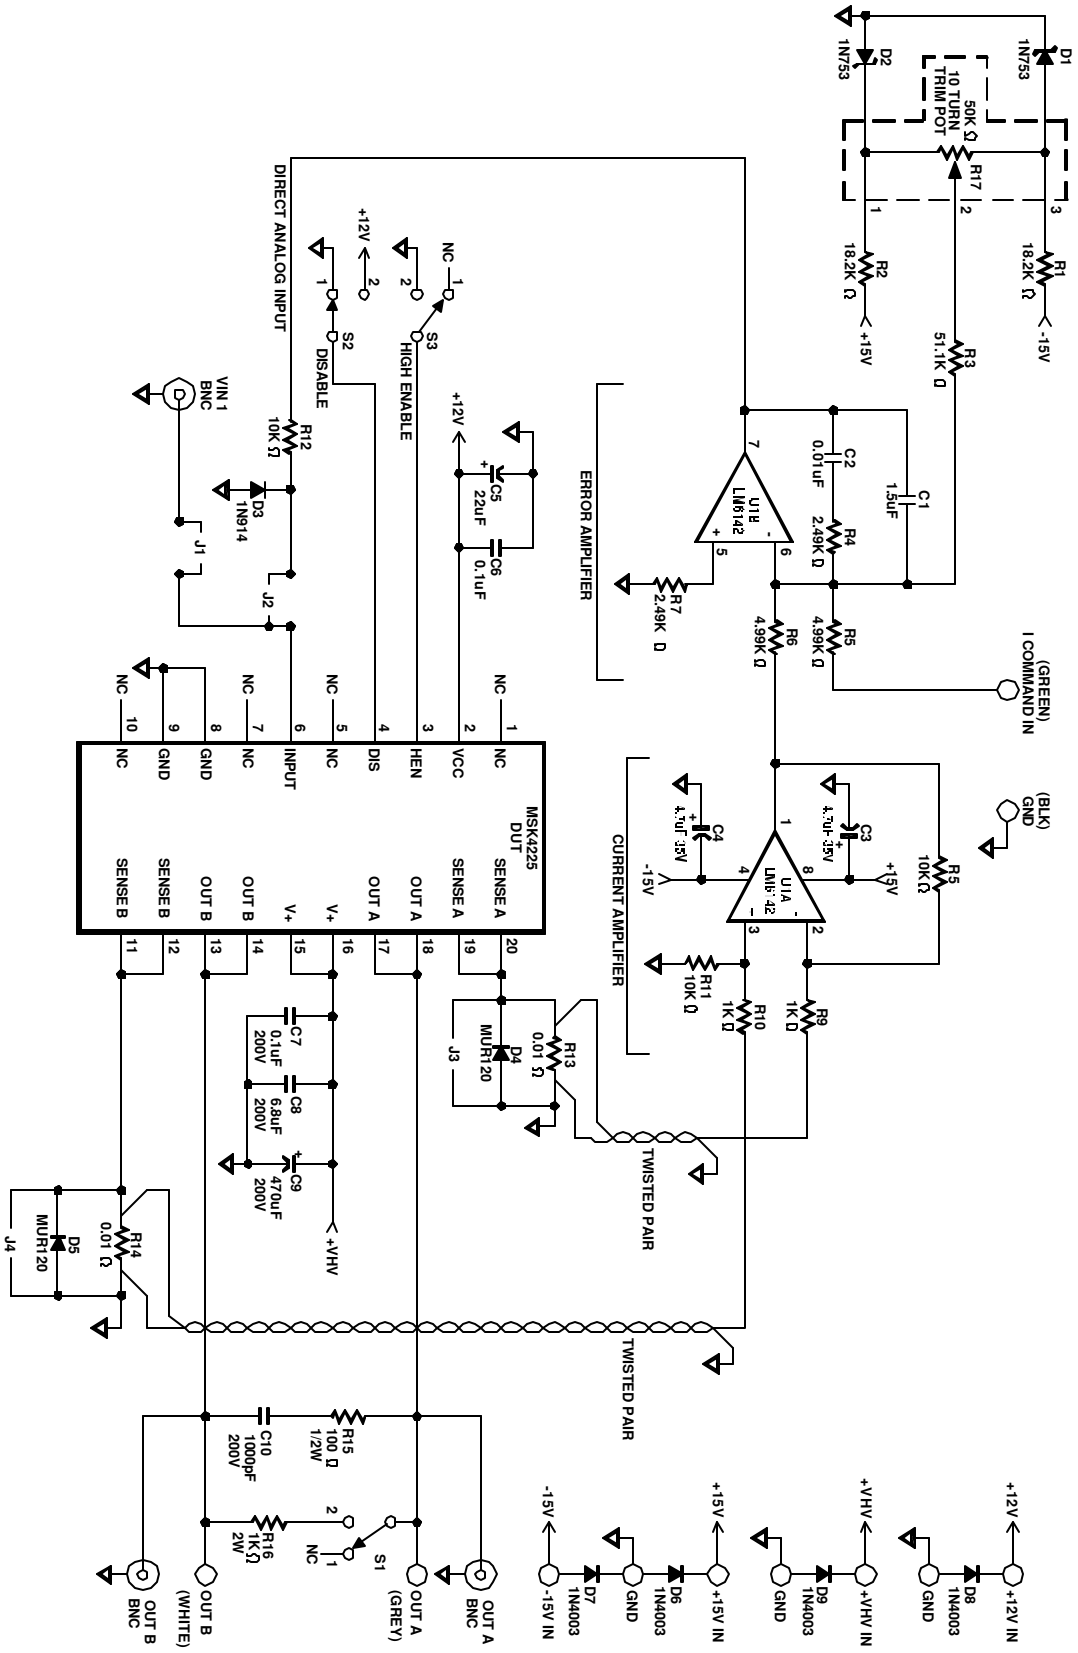 D1
1N753
D2
1N753
50K Ω
10 TURN
TRIM POT
R17
3
2
1
R1
18.2K Ω
-15V
R2
18.2K Ω
+15V
R3
51.1K Ω
C1
1.5uF
C2
0.01uF
R4
2.49K Ω
7
U1B
LM6142
-
+
6
5
R7
2.49K Ω
ERROR AMPLIFIER
I COMMAND IN
(GREEN)
R5
4.99K Ω
R6
4.99K Ω
(BLK)
GND
R5
10KΩ
+15V
C3
+
C4
+
-15V
1
8
4
U1A
2
3
CURRENT AMPLIFIER
R9
1K Ω
R10
1K Ω
R11
10K Ω
DIRECT ANALOG INPUT
NC
1
2
S3
HIGH ENABLE
+12V
2
1
S2
DISABLE
+12V
+
C5
22uF
C6
0.1uF
VIN 1
BNC
R12
10K Ω
D3
1N914
J1
J2
NC
1
NC
2
VCC
3
HEN
4
DIS
NC
5
NC
6
INPUT
NC
7
NC
8
GND
9
GND
NC
10
NC
MSK4225
DUT
SENSE A
20
SENSE A
19
OUT A
18
OUT A
17
V+
16
V+
15
OUT B
14
OUT B
13
SENSE B
12
SENSE B
11
R13
0.01 Ω
D4
MUR120
J3
TWISTED PAIR
C7
0.1uF
200V
C8
6.8uF
200V
+
C9
470uF
200V
+VHV
R14
0.01 Ω
D5
MUR120
J4
TWISTED PAIR
R15
100 Ω
1/2W
C10
1000pF
200V
S1
2
1
NC
R16
1K Ω
2W
OUT A
BNC
OUT A
(GREY)
OUT B
(WHITE)
OUT B
BNC
+12V
+12V IN
D8
1N4003
GND
+VHV
+VHV IN
D9
1N4003
GND
+15V
+15V IN
D6
1N4003
GND
D7
1N4003
-15V
-15V IN